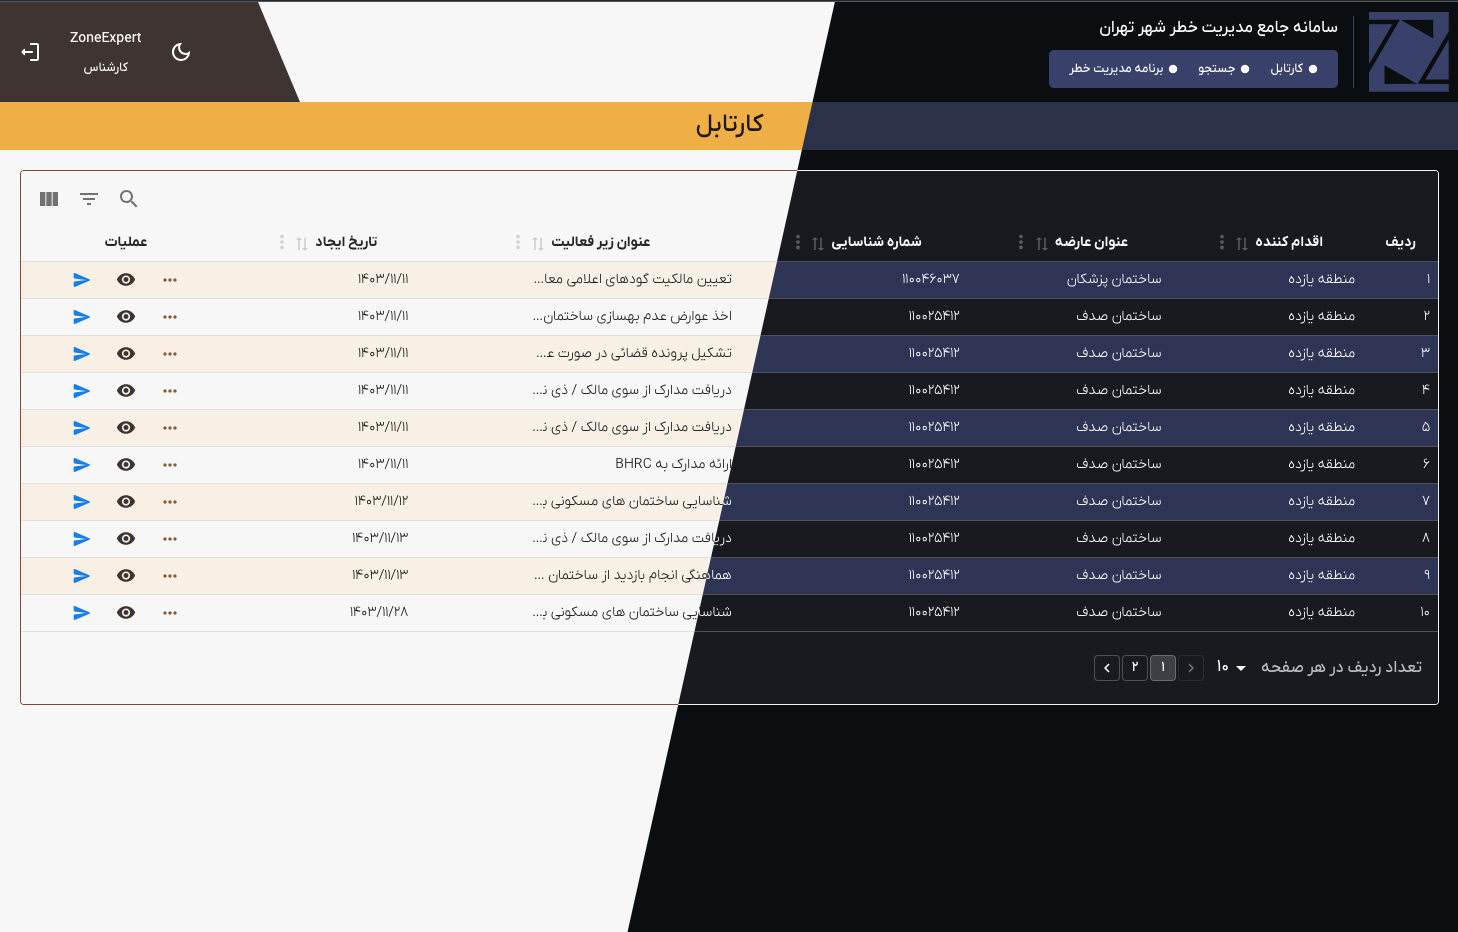 سامانه جامع مدیریت خطر شهر تهران
کارتابل جستجو برنامه مدیریت خطر
ZoneExpert
کارشناس
کارتابل
ردیف اقدام کننده عنوان عارضه شماره شناسایی عنوان زیر فعالیت تاریخ ایجاد عملیات
۱ منطقه یازده ساختمان پزشکان ۱۱۰۰۴۶۰۳۷ تعیین مالکیت گودهای اعلامی معا... ۱۴۰۳/۱۱/۱۱
۲ منطقه یازده ساختمان صدف ۱۱۰۰۲۵۴۱۲ اخذ عوارض عدم بهسازی ساختمان... ۱۴۰۳/۱۱/۱۱
۳ منطقه یازده ساختمان صدف ۱۱۰۰۲۵۴۱۲ تشکیل پرونده قضائی در صورت عـ... ۱۴۰۳/۱۱/۱۱
۴ منطقه یازده ساختمان صدف ۱۱۰۰۲۵۴۱۲ دریافت مدارک از سوی مالک / ذی نـ... ۱۴۰۳/۱۱/۱۱
۵ منطقه یازده ساختمان صدف ۱۱۰۰۲۵۴۱۲ دریافت مدارک از سوی مالک / ذی نـ... ۱۴۰۳/۱۱/۱۱
۶ منطقه یازده ساختمان صدف ۱۱۰۰۲۵۴۱۲ ارائه مدارک به BHRC ۱۴۰۳/۱۱/۱۱
۷ منطقه یازده ساختمان صدف ۱۱۰۰۲۵۴۱۲ شناسایی ساختمان های مسکونی بـ... ۱۴۰۳/۱۱/۱۲
۸ منطقه یازده ساختمان صدف ۱۱۰۰۲۵۴۱۲ دریافت مدارک از سوی مالک / ذی نـ... ۱۴۰۳/۱۱/۱۳
۹ منطقه یازده ساختمان صدف ۱۱۰۰۲۵۴۱۲ هماهنگی انجام بازدید از ساختمان ... ۱۴۰۳/۱۱/۱۳
۱۰ منطقه یازده ساختمان صدف ۱۱۰۰۲۵۴۱۲ شناسایی ساختمان های مسکونی بـ... ۱۴۰۳/۱۱/۲۸
تعداد ردیف در هر صفحه ۱۰ ۱ ۲